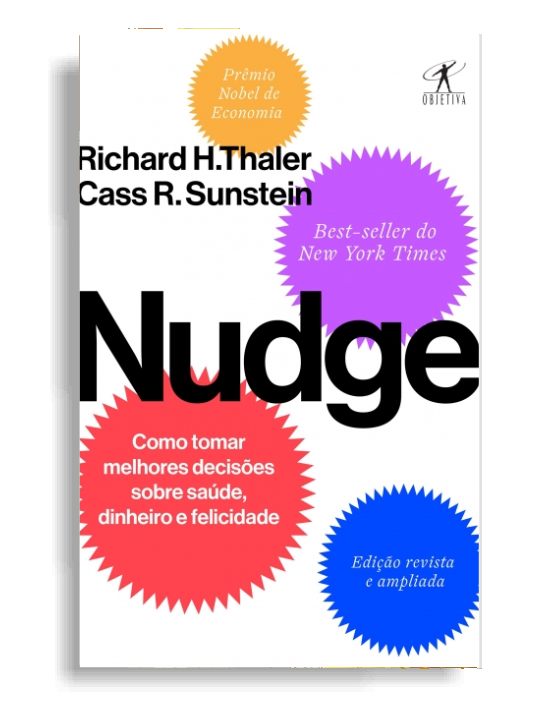 Prêmio
Nobel de
Economia
OBJETIVA
Richard H.Thaler
Cass R. Sunstein
Best-seller do
New York Times
Nudge
Como tomar
melhores decisões
sobre saúde,
dinheiro e felicidade
Edição revista
e ampliada